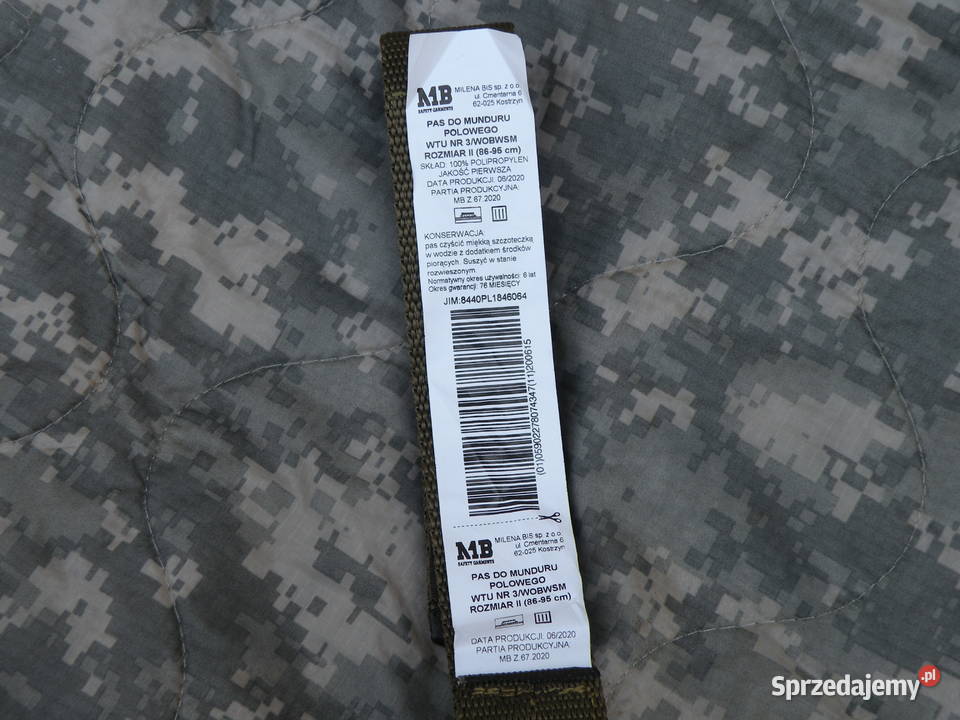 MB
SAFETY GARMENTS
MILENA BIS sp. z o.o.
ul. Cmentarna 6
62-025 Kostrzyn
PAS DO MUNDURU
POLOWEGO
WTU NR 3/WOBWSM
ROZMIAR II (86-95 cm)
SKŁAD: 100% POLIPROPYLEN
JAKOŚĆ PIERWSZA
DATA PRODUKCJI: 06/2020
PARTIA PRODUKCYJNA:
MB Z.67.2020
KONSERWACJA:
pas czyścić miękką szczoteczką
w wodzie z dodatkiem środków
piorących. Suszyć w stanie
rozwieszonym.
Normatywny okres używalności: 6 lat
Okres gwarancji: 76 MIESIĘCY
JIM:8440PL1846064
(01)05902278074347(11)200615
MB
SAFETY GARMENTS
MILENA BIS sp. z o.o.
ul. Cmentarna 6
62-025 Kostrzyn
PAS DO MUNDURU
POLOWEGO
WTU NR 3/WOBWSM
ROZMIAR II (86-95 cm)
DATA PRODUKCJI: 06/2020
PARTIA PRODUKCYJNA:
MB Z.67.2020
Sprzedajemy.pl